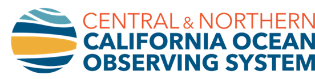 CENTRAL & NORTHERN
CALIFORNIA OCEAN
OBSERVING SYSTEM